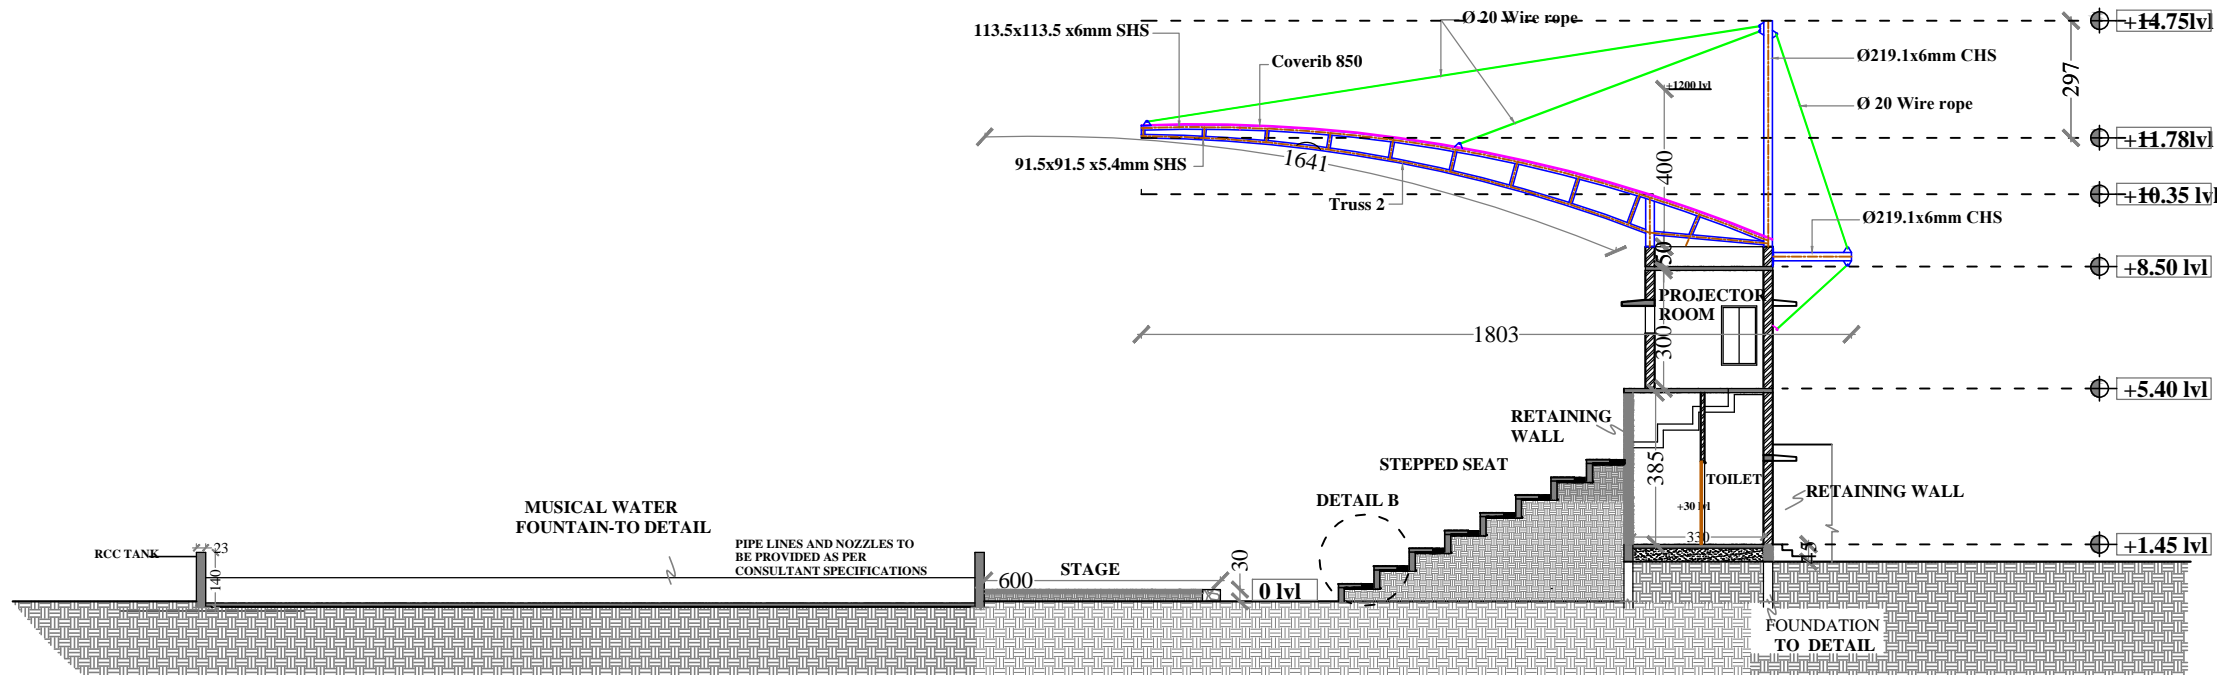 Ø 20 Wire rope
+14.75lvl
113.5x113.5 x6mm SHS
Coverib 850
Ø219.1x6mm CHS
297
+1200 lvl
Ø 20 Wire rope
+11.78lvl
1641
400
91.5x91.5 x5.4mm SHS
Truss 2
+10.35 lvl
Ø219.1x6mm CHS
50
+8.50 lvl
PROJECTOR
ROOM
1803
300
+5.40 lvl
RETAINING
WALL
STEPPED SEAT
385
TOILET
RETAINING WALL
DETAIL B
+30 lvl
MUSICAL WATER
FOUNTAIN-TO DETAIL
330
PIPE LINES AND NOZZLES TO
BE PROVIDED AS PER
CONSULTANT SPECIFICATIONS
RCC TANK
23
140
+1.45 lvl
45
STAGE
600
30
0 lvl
FOUNDATION
TO DETAIL